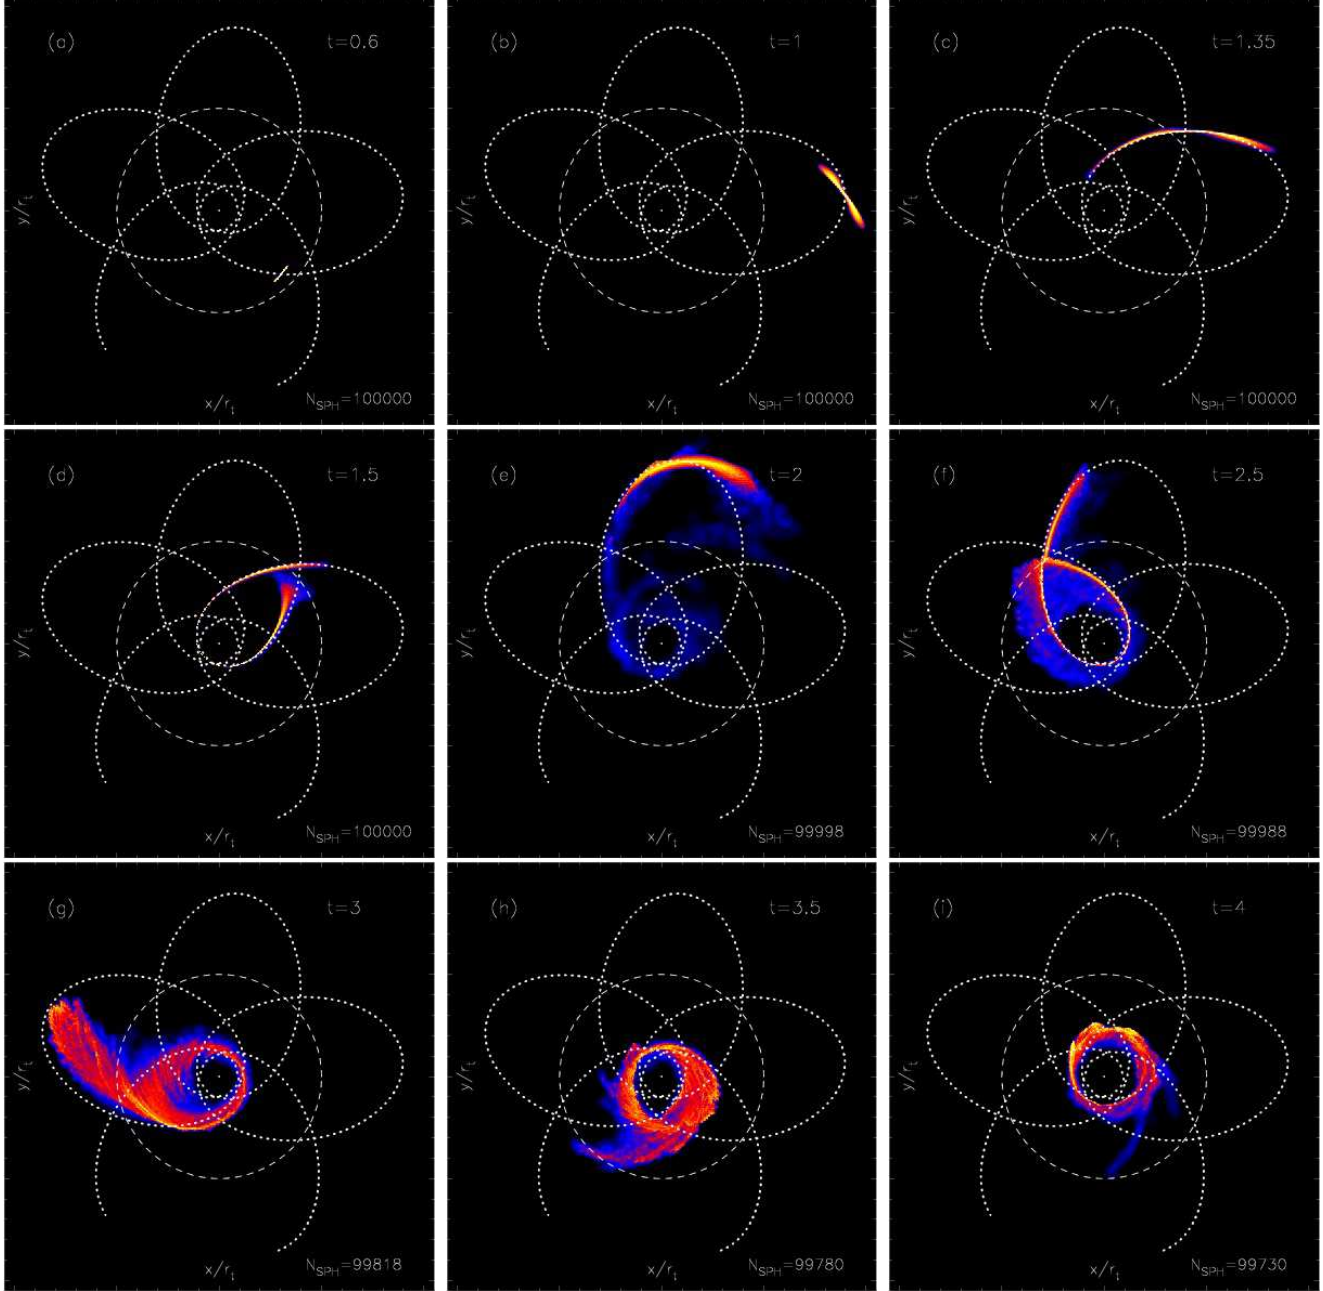 (a) t=0.6
y/r_t
x/r_t N_SPH=100000
(b) t=1
y/r_t
x/r_t N_SPH=100000
(c) t=1.35
y/r_t
x/r_t N_SPH=100000
(d) t=1.5
y/r_t
x/r_t N_SPH=100000
(e) t=2
y/r_t
x/r_t N_SPH=99998
(f) t=2.5
y/r_t
x/r_t N_SPH=99988
(g) t=3
y/r_t
x/r_t N_SPH=99818
(h) t=3.5
y/r_t
x/r_t N_SPH=99780
(i) t=4
y/r_t
x/r_t N_SPH=99730